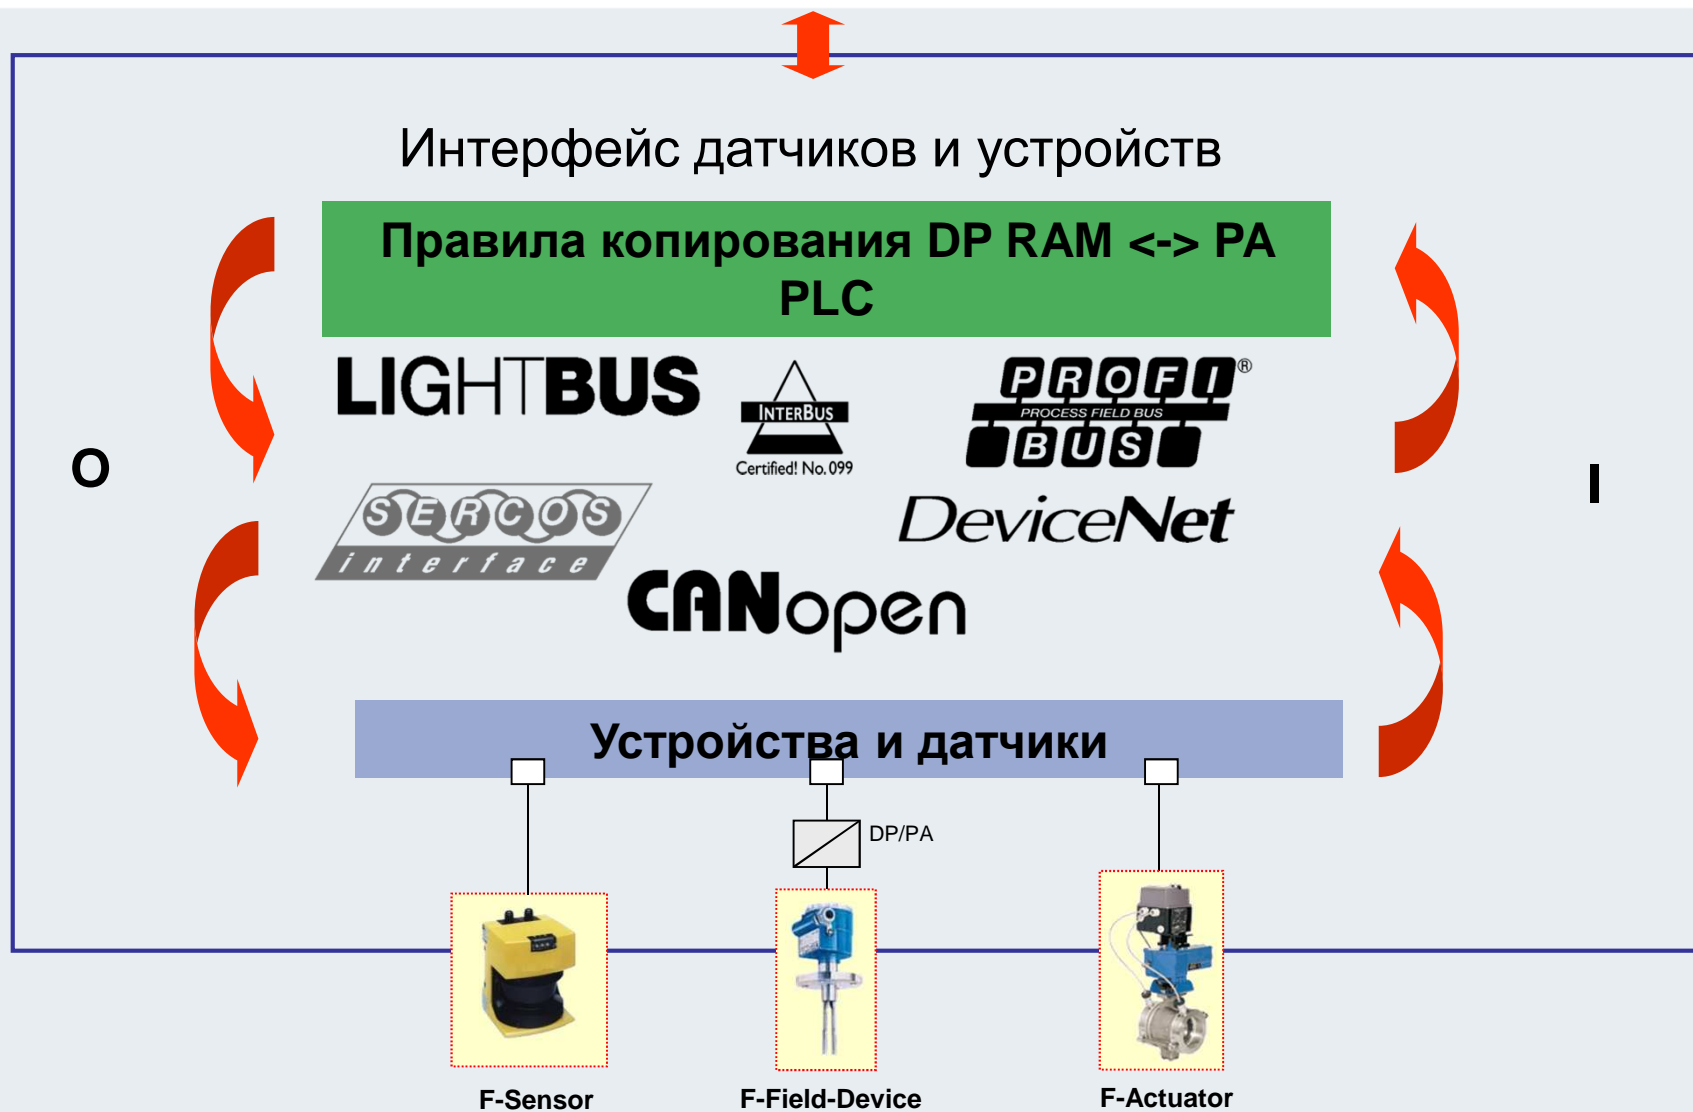 Интерфейс датчиков и устройств
Правила копирования DP RAM <-> PA
PLC
LIGHTBUS
INTERBUS
Certified! No. 099
PROFI®
PROCESS FIELD BUS
BUS
O
I
SERCOS
interface
DeviceNet
CANopen
Устройства и датчики
DP/PA
F-Sensor
F-Field-Device
F-Actuator